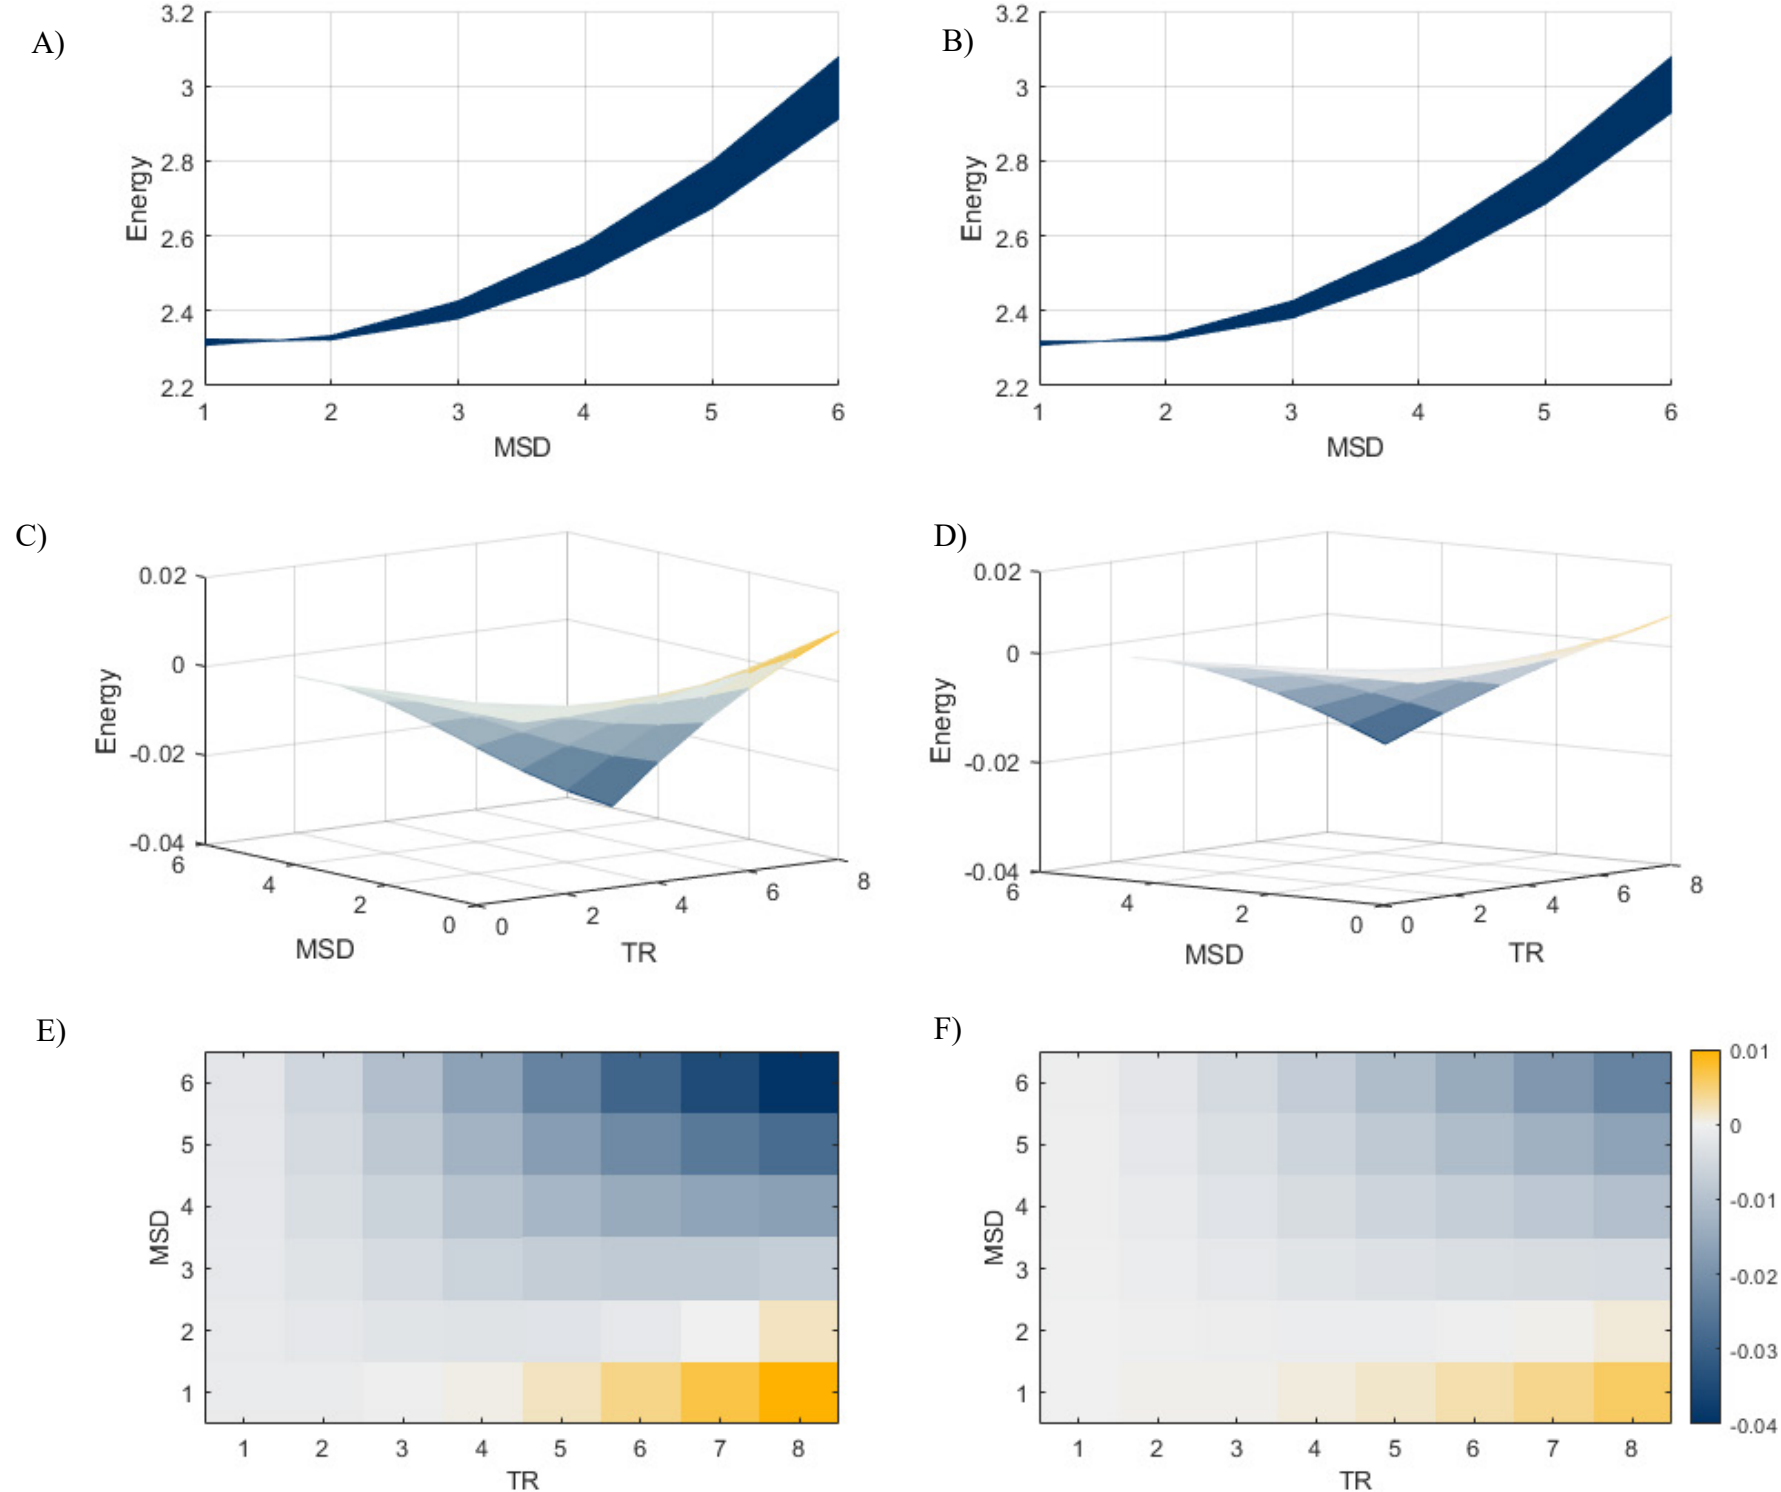 A)
3.2
3
2.8
2.6
2.4
2.2
Energy
1 2 3 4 5 6
MSD
B)
3.2
3
2.8
2.6
2.4
2.2
Energy
1 2 3 4 5 6
MSD
C)
0.02
0
-0.02
-0.04
Energy
6 4 2 0
MSD
0 2 4 6 8
TR
D)
0.02
0
-0.02
-0.04
Energy
6 4 2 0
MSD
0 2 4 6 8
TR
E)
6
5
4
3
2
1
MSD
1 2 3 4 5 6 7 8
TR
F)
6
5
4
3
2
1
MSD
1 2 3 4 5 6 7 8
TR
0.01
0
-0.01
-0.02
-0.03
-0.04